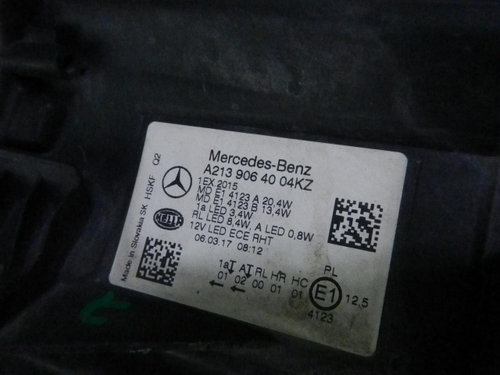 Mercedes-Benz
A213 906 40 04KZ
1EX 2015
MD E1 4123 A 20,4W
MD E1 4123 B 13,4W
1a LED 3,4W
RL LED 8,4W, A LED 0,8W
12V LED ECE RHT
06.03.17 08:12
Made in Slovakia SK HSKF Q2
HELLA
1a AT RL HR HC PL
01 02 00 01 01 E1 12,5
4123